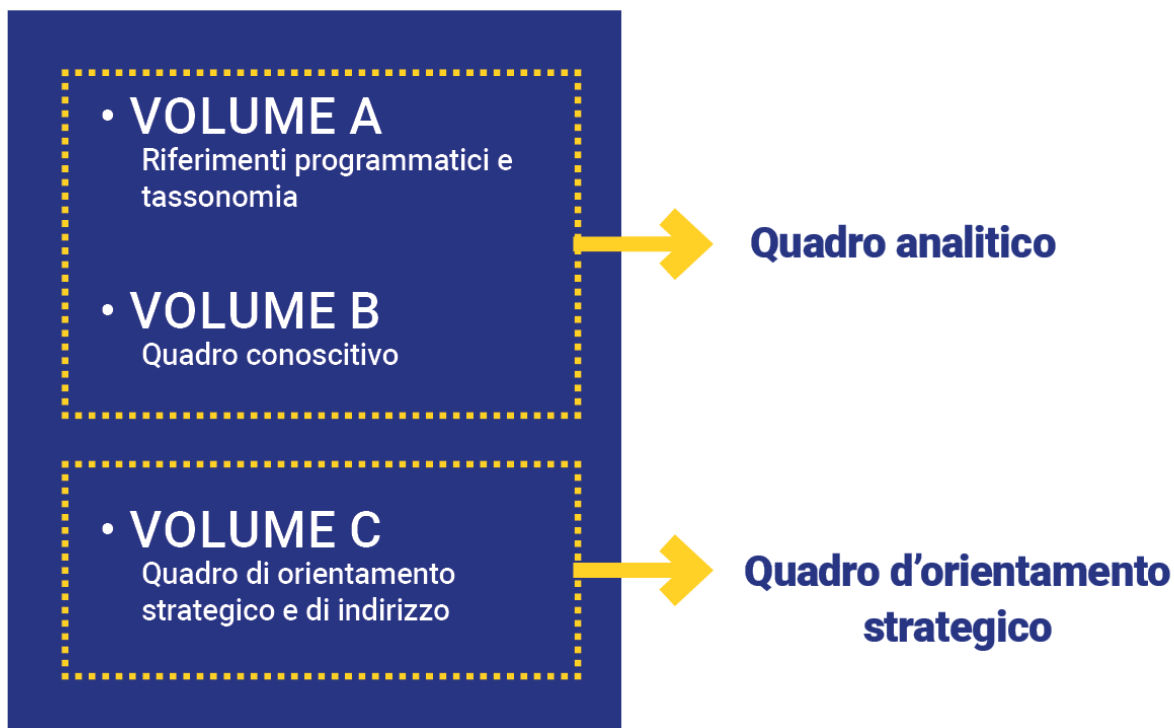 • VOLUME A
Riferimenti programmatici e
tassonomia
Quadro analitico
• VOLUME B
Quadro conoscitivo
• VOLUME C
Quadro di orientamento
strategico e di indirizzo
Quadro d’orientamento
strategico